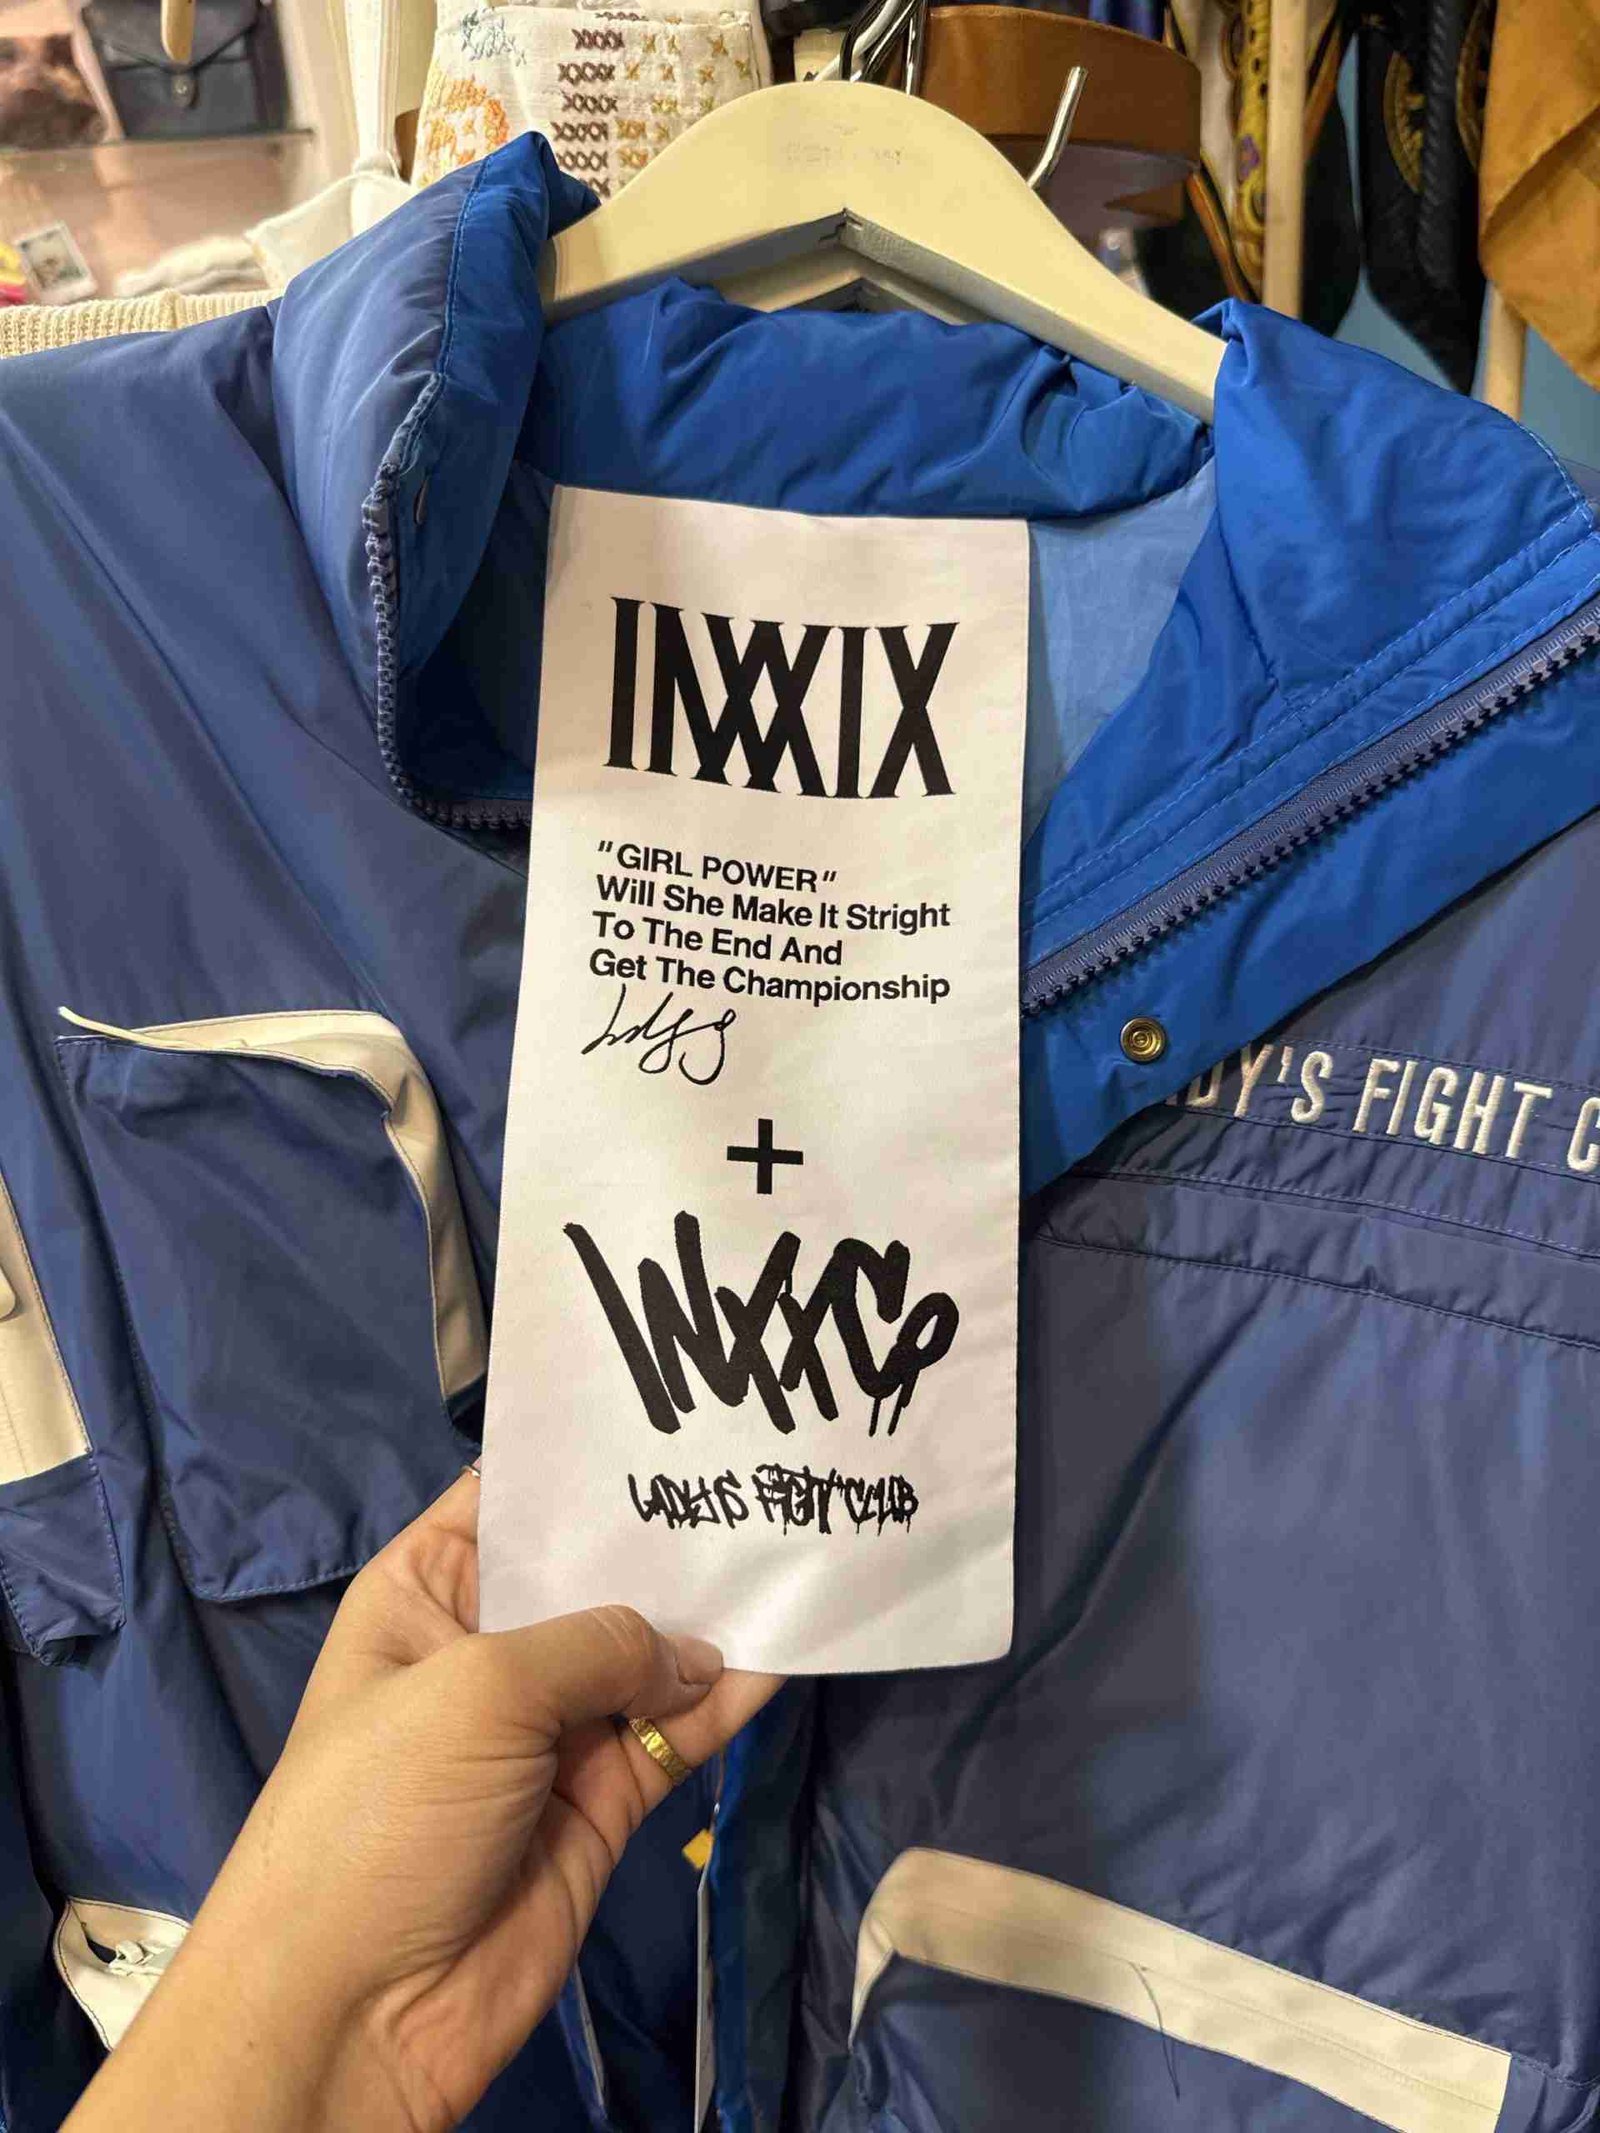 INXXIX
"GIRL POWER"
Will She Make It Stright
To The End And
Get The Championship
+
LADY'S FIGHT CLUB
DY'S FIGHT C